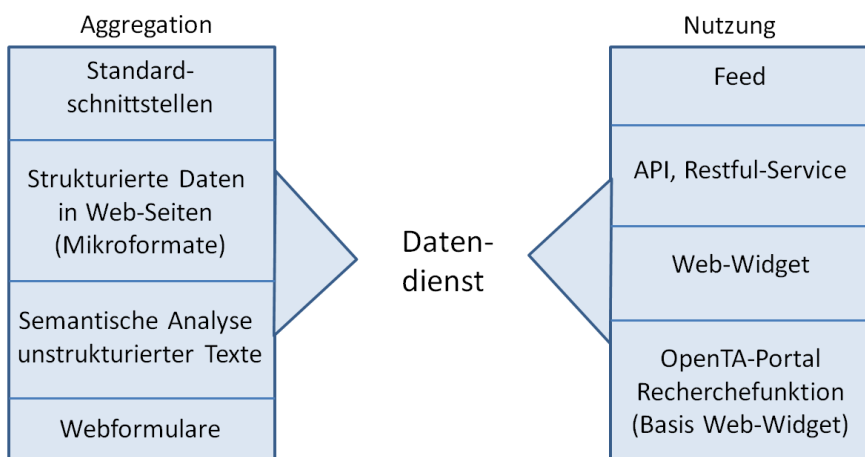 Aggregation
Standard-
schnittstellen
Strukturierte Daten
in Web-Seiten
(Mikroformate)
Semantische Analyse
unstrukturierter Texte
Webformulare
Daten-
dienst
Nutzung
Feed
API, Restful-Service
Web-Widget
OpenTA-Portal
Recherchefunktion
(Basis Web-Widget)